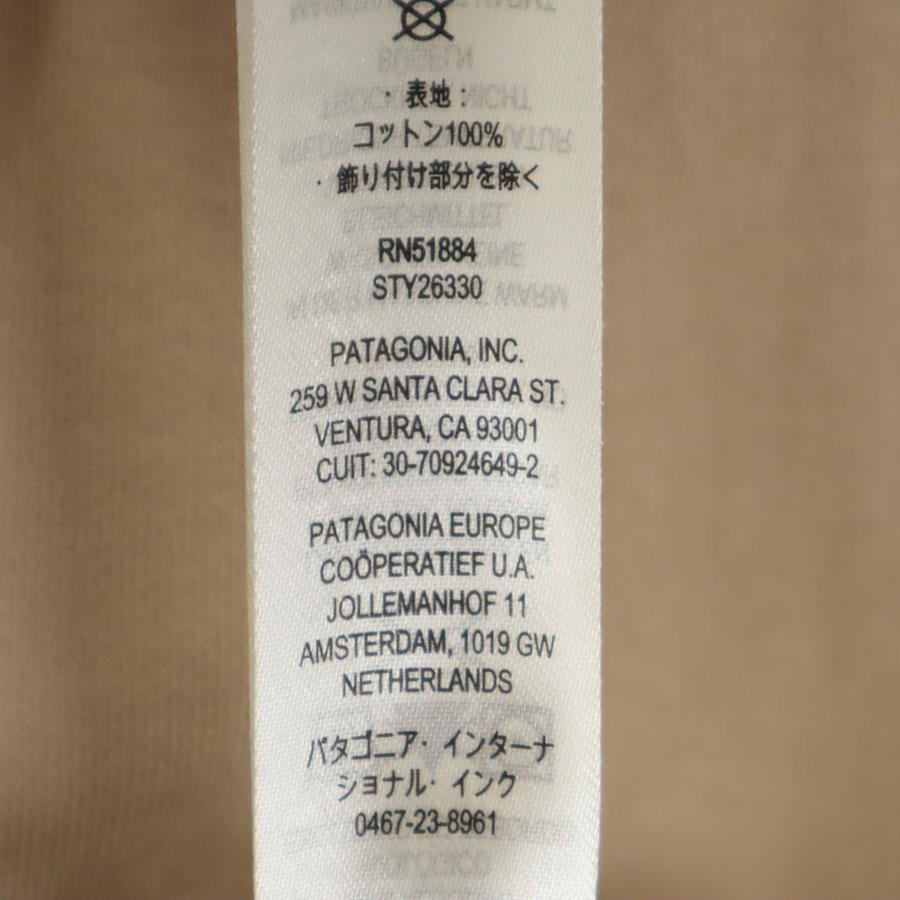 ・表地：
コットン100%
・飾り付け部分を除く
RN51884
STY26330
PATAGONIA, INC.
259 W SANTA CLARA ST.
VENTURA, CA 93001
CUIT: 30-70924649-2
PATAGONIA EUROPE
COÖPERATIEF U.A.
JOLLEMANHOF 11
AMSTERDAM, 1019 GW
NETHERLANDS
パタゴニア・インターナ
ショナル・インク
0467-23-8961